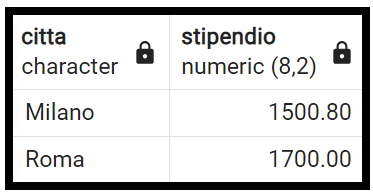 citta stipendio
character numeric (8,2)
Milano 1500.80
Roma 1700.00